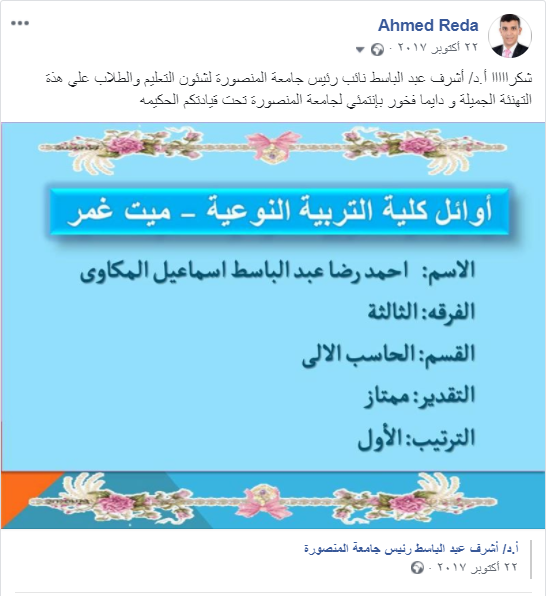 Ahmed Reda
٢٢ أكتوبر ٢٠١٧ ·
شكراااااا أ.د/ أشرف عبد الباسط نائب رئيس جامعة المنصورة لشئون التعليم والطلاب علي هذة
التهنئة الجميلة و دايما فخور بإنتمئي لجامعة المنصورة تحت قيادتكم الحكيمه
أوائل كلية التربية النوعية – ميت غمر
الاسم: احمد رضا عبد الباسط اسماعيل المكاوى
الفرقه: الثالثة
القسم: الحاسب الالى
التقدير: ممتاز
الترتيب: الأول
أ.د/ أشرف عبد الباسط رئيس جامعة المنصورة
٢٢ أكتوبر ٢٠١٧ ·